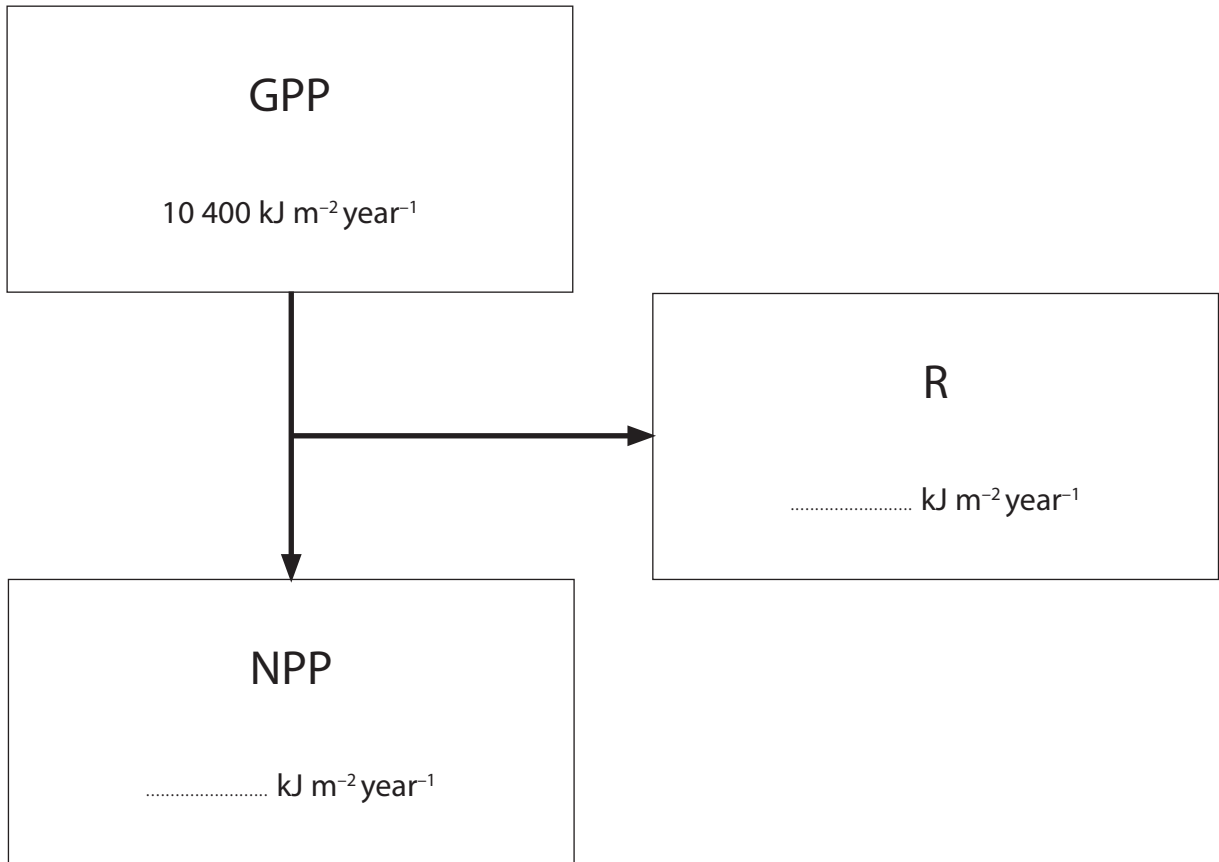 GPP
10 400 kJ m⁻² year⁻¹
R
........................ kJ m⁻² year⁻¹
NPP
........................ kJ m⁻² year⁻¹